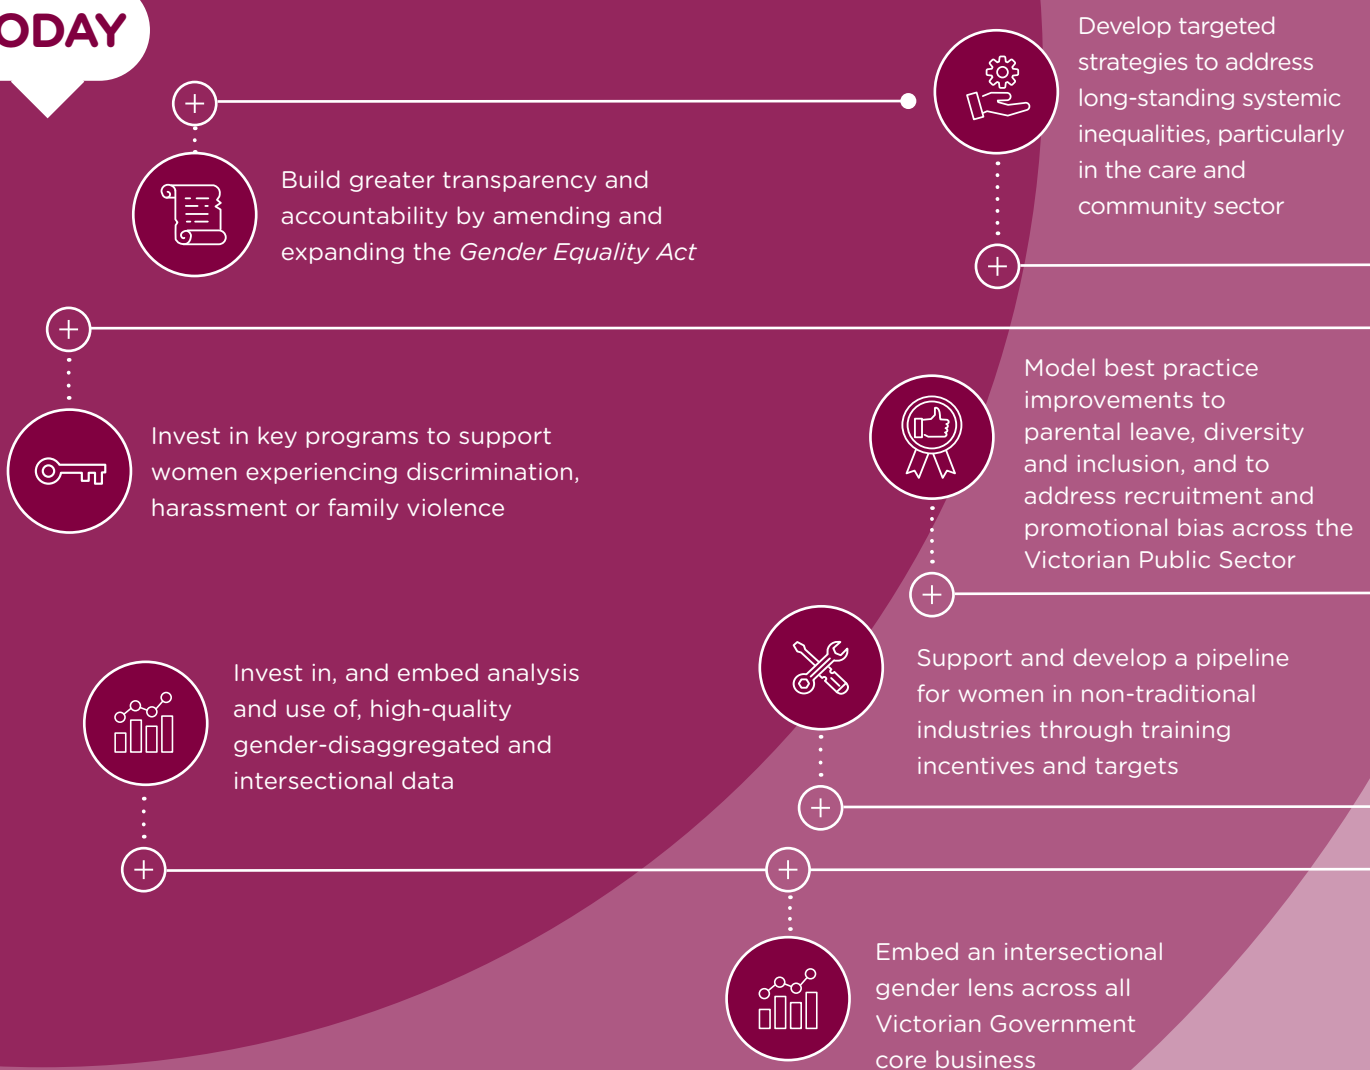 ODAY
Build greater transparency and
accountability by amending and
expanding the Gender Equality Act
Invest in key programs to support
women experiencing discrimination,
harassment or family violence
Invest in, and embed analysis
and use of, high-quality
gender-disaggregated and
intersectional data
Develop targeted
strategies to address
long-standing systemic
inequalities, particularly
in the care and
community sector
Model best practice
improvements to
parental leave, diversity
and inclusion, and to
address recruitment and
promotional bias across the
Victorian Public Sector
Support and develop a pipeline
for women in non-traditional
industries through training
incentives and targets
Embed an intersectional
gender lens across all
Victorian Government
core business